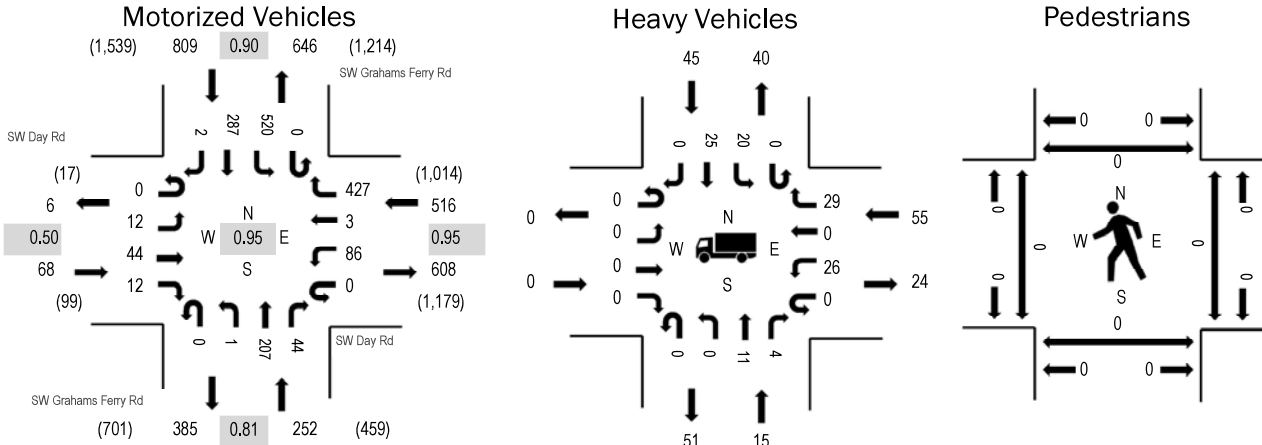 Motorized Vehicles
(1,539) 809 0.90 646 (1,214)
SW Grahams Ferry Rd
2 287 520 0
SW Day Rd
(17)
6
0.50
68
(99)
0
12
44
12
N
W 0.95 E
S
427
3
86
0
(1,014)
516
0.95
608
(1,179)
0 1 207 44
SW Day Rd
SW Grahams Ferry Rd
(701) 385 0.81 252 (459)
Heavy Vehicles
45 40
0 25 20 0
0
0
0
0
0
0
N
W E
S
29
0
26
0
55
24
0 0 11 4
51 15
Pedestrians
0 0
0
0
0
0
N
W E
S
0
0
0
0
0 0